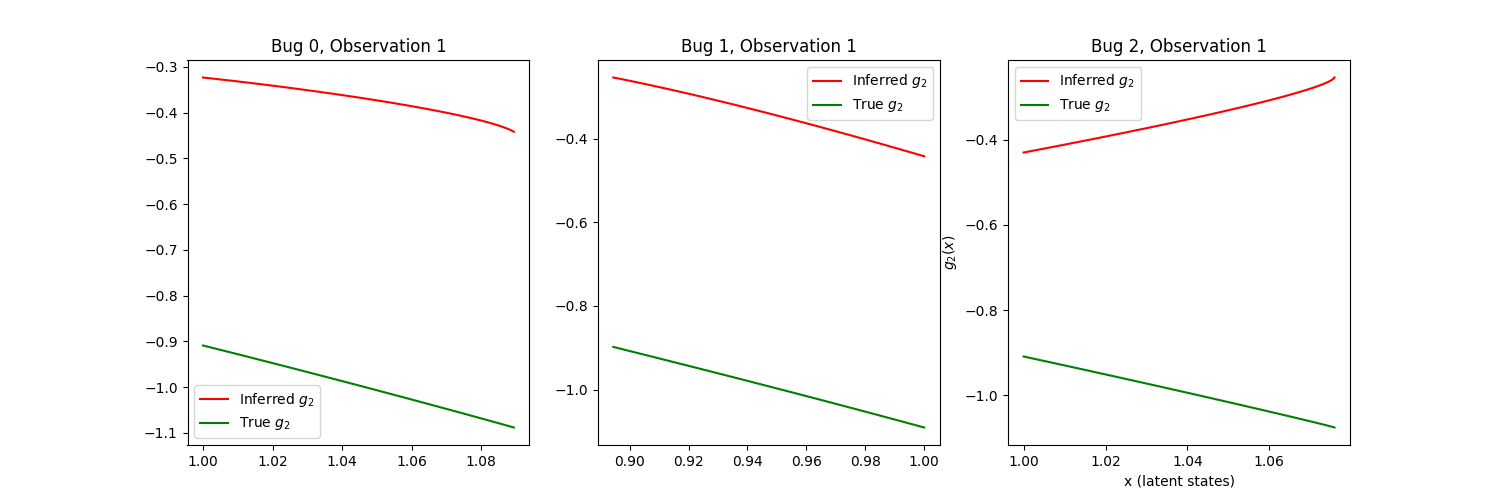 Bug 0, Observation 1
−0.3
−0.4
−0.5
−0.6
−0.7
−0.8
−0.9
−1.0
−1.1
Inferred g₂
True g₂
1.00 1.02 1.04 1.06 1.08
Bug 1, Observation 1
−0.4
−0.6
−0.8
−1.0
Inferred g₂
True g₂
0.90 0.92 0.94 0.96 0.98 1.00
Bug 2, Observation 1
g₂(x)
−0.4
−0.6
−0.8
−1.0
Inferred g₂
True g₂
1.00 1.02 1.04 1.06
x (latent states)